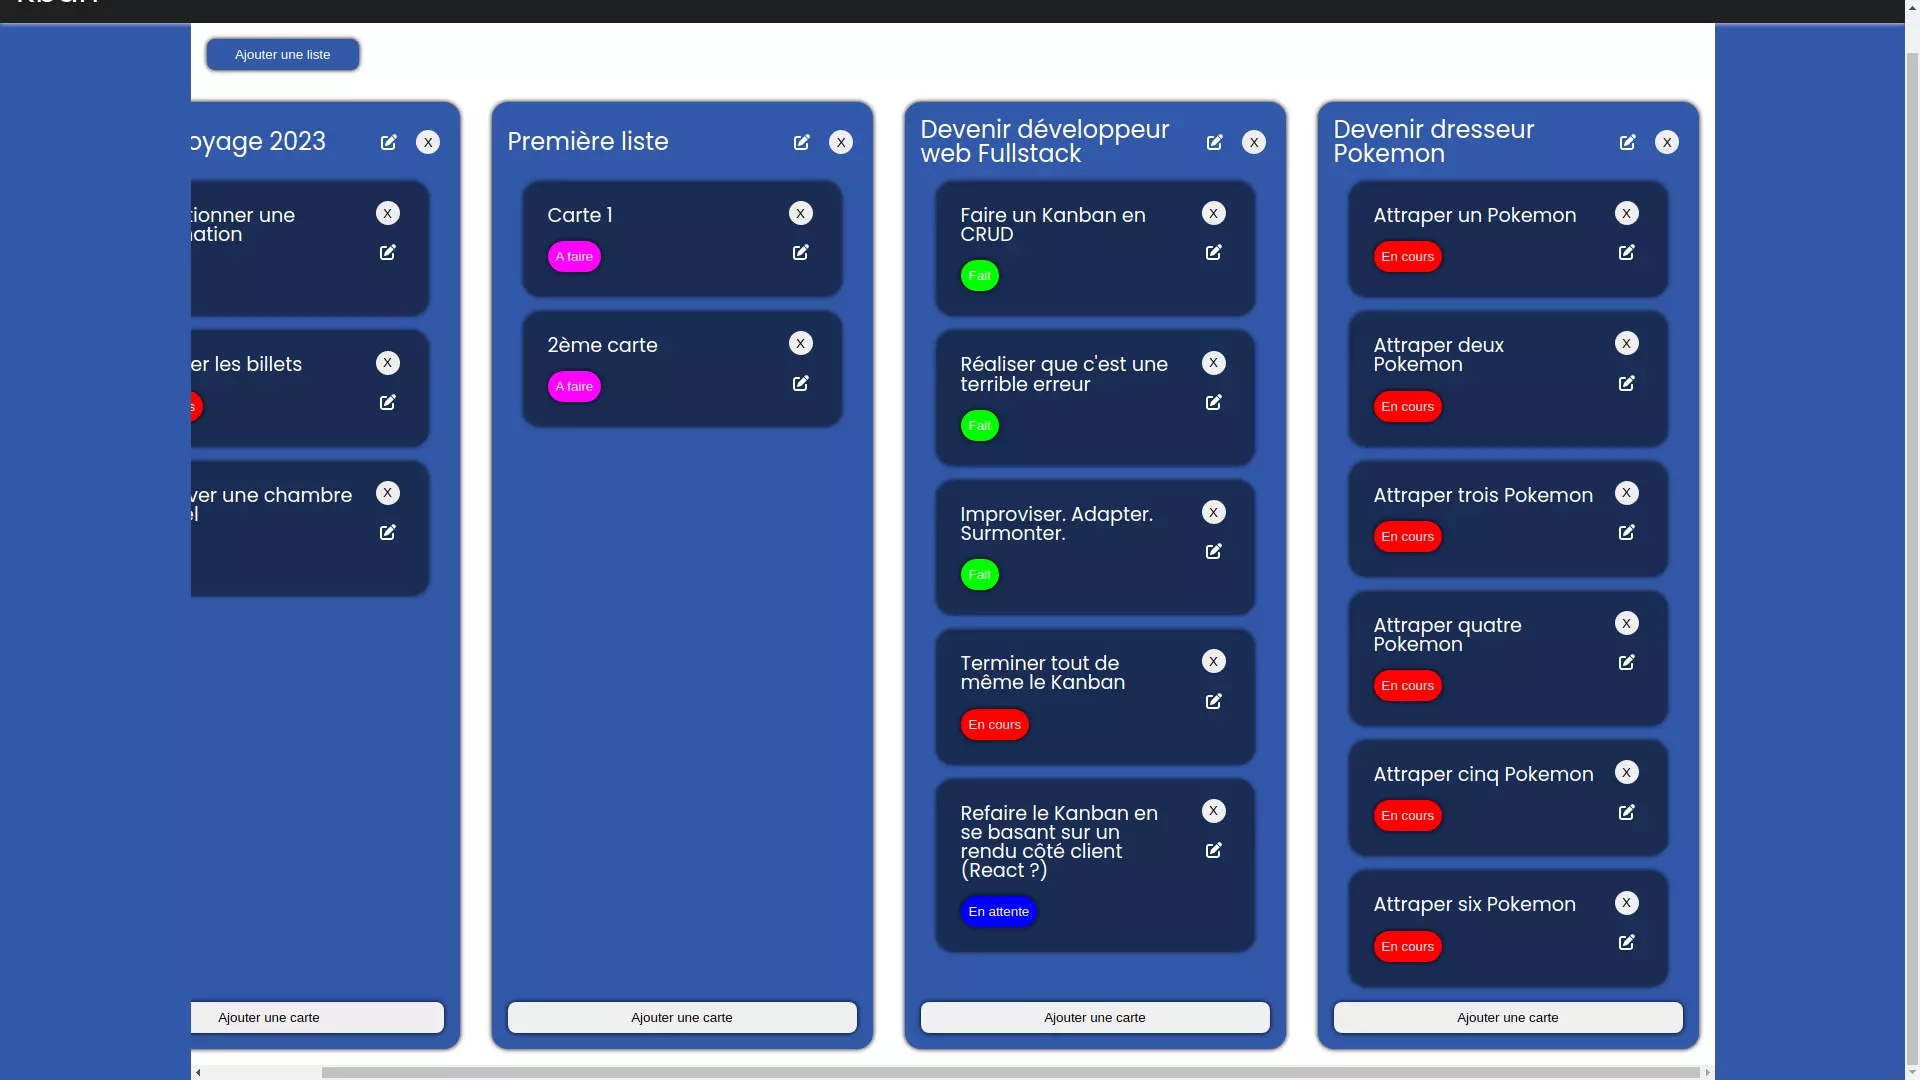 Ajouter une liste
oyage 2023
X
tionner une
nation
X
er les billets
X
s
ver une chambre
el
X
Ajouter une carte
Première liste
X
Carte 1
X
A faire
2ème carte
X
A faire
Ajouter une carte
Devenir développeur
web Fullstack
X
Faire un Kanban en
CRUD
X
Fait
Réaliser que c'est une
terrible erreur
X
Fait
Improviser. Adapter.
Surmonter.
X
Fait
Terminer tout de
même le Kanban
X
En cours
Refaire le Kanban en
se basant sur un
rendu côté client
(React ?)
X
En attente
Ajouter une carte
Devenir dresseur
Pokemon
X
Attraper un Pokemon
X
En cours
Attraper deux
Pokemon
X
En cours
Attraper trois Pokemon
X
En cours
Attraper quatre
Pokemon
X
En cours
Attraper cinq Pokemon
X
En cours
Attraper six Pokemon
X
En cours
Ajouter une carte